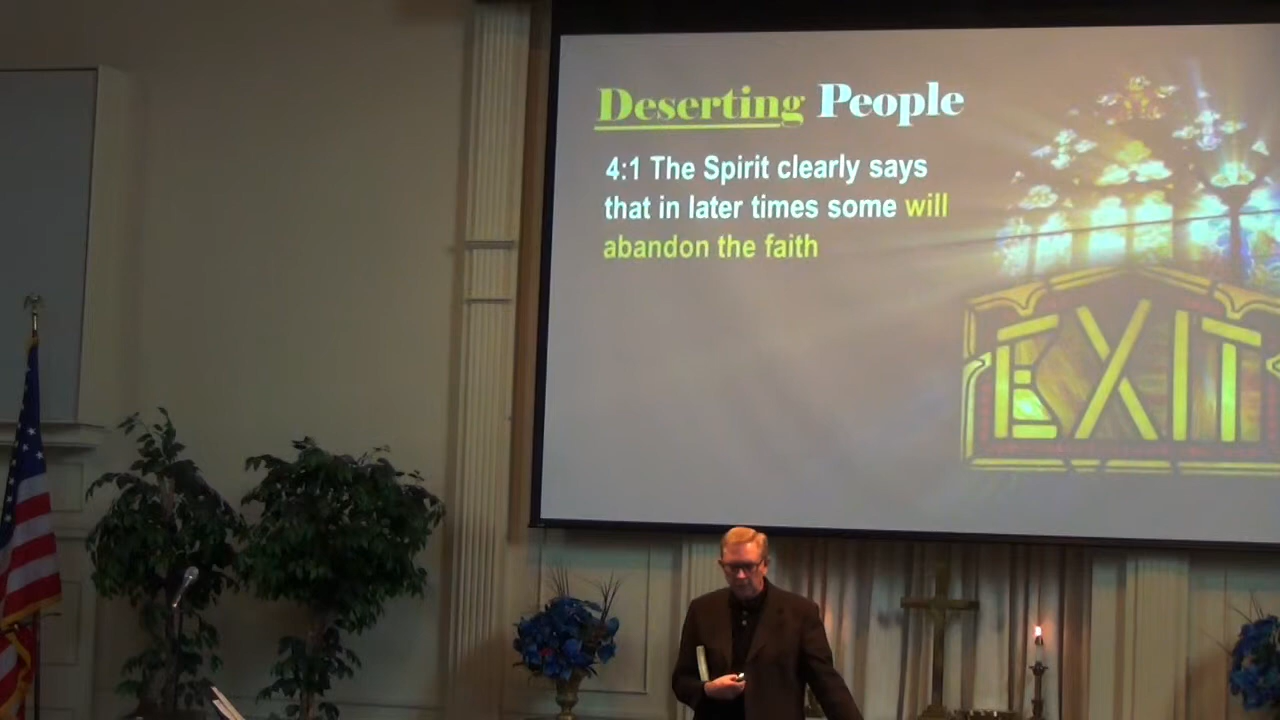 Deserting People
4:1 The Spirit clearly says
that in later times some will
abandon the faith
EXIT